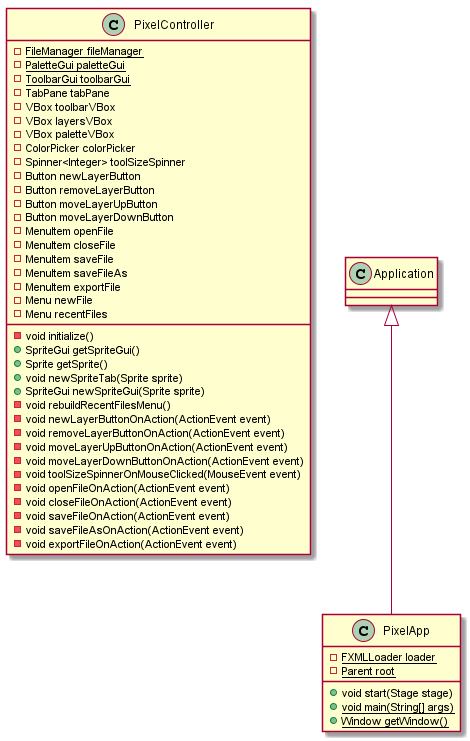 C PixelController
FileManager fileManager
PaletteGui paletteGui
ToolbarGui toolbarGui
TabPane tabPane
VBox toolbarVBox
VBox layersVBox
VBox paletteVBox
ColorPicker colorPicker
Spinner<Integer> toolSizeSpinner
Button newLayerButton
Button removeLayerButton
Button moveLayerUpButton
Button moveLayerDownButton
MenuItem openFile
MenuItem closeFile
MenuItem saveFile
MenuItem saveFileAs
MenuItem exportFile
Menu newFile
Menu recentFiles
void initialize()
SpriteGui getSpriteGui()
Sprite getSprite()
void newSpriteTab(Sprite sprite)
SpriteGui newSpriteGui(Sprite sprite)
void rebuildRecentFilesMenu()
void newLayerButtonOnAction(ActionEvent event)
void removeLayerButtonOnAction(ActionEvent event)
void moveLayerUpButtonOnAction(ActionEvent event)
void moveLayerDownButtonOnAction(ActionEvent event)
void toolSizeSpinnerOnMouseClicked(MouseEvent event)
void openFileOnAction(ActionEvent event)
void closeFileOnAction(ActionEvent event)
void saveFileOnAction(ActionEvent event)
void saveFileAsOnAction(ActionEvent event)
void exportFileOnAction(ActionEvent event)
C Application
C PixelApp
FXMLLoader loader
Parent root
void start(Stage stage)
void main(String[] args)
Window getWindow()